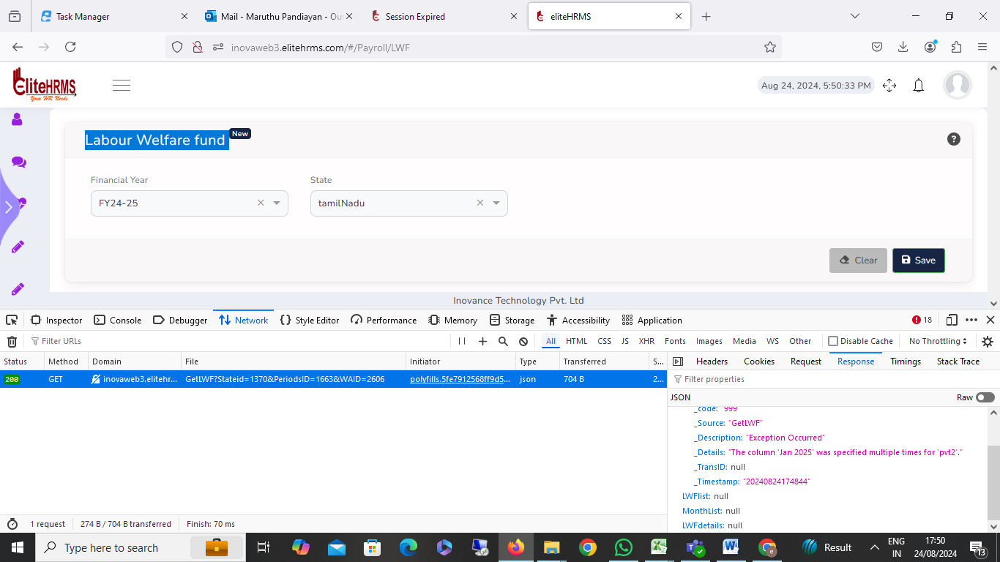 Task Manager
Mail - Maruthu Pandiayan - Ou
Session Expired
eliteHRMS
inovaweb3.elitehrms.com/#/Payroll/LWF
EliteHRMS
Your HR Needs
Aug 24, 2024, 5:50:33 PM
Labour Welfare fund New
?
Financial Year
State
FY24-25
tamilNadu
Clear
Save
Inovance Technology Pvt. Ltd
Inspector Console Debugger Network Style Editor Performance Memory Storage Accessibility Application 18
Filter URLs All HTML CSS JS XHR Fonts Images Media WS Other Disable Cache No Throttling
Status Method Domain File Initiator Type Transferred S...
Headers Cookies Request Response Timings Stack Trace
200 GET inovaweb3.elitehr... GetLWF?Stateid=1370&PeriodsID=1663&WAID=2606 polyfills.5fe7912568ff9d5... json 704 B 2...
Filter properties
JSON Raw
_code: "999"
_Source: "GetLWF"
_Description: "Exception Occurred"
_Details: "The column 'Jan 2025' was specified multiple times for 'pvt2'."
_TransID: null
_Timestamp: "20240824174844"
LWFlist: null
MonthList: null
LWFdetails: null
1 request 274 B / 704 B transferred Finish: 70 ms
Type here to search
Result
ENG
IN
17:50
24/08/2024
13